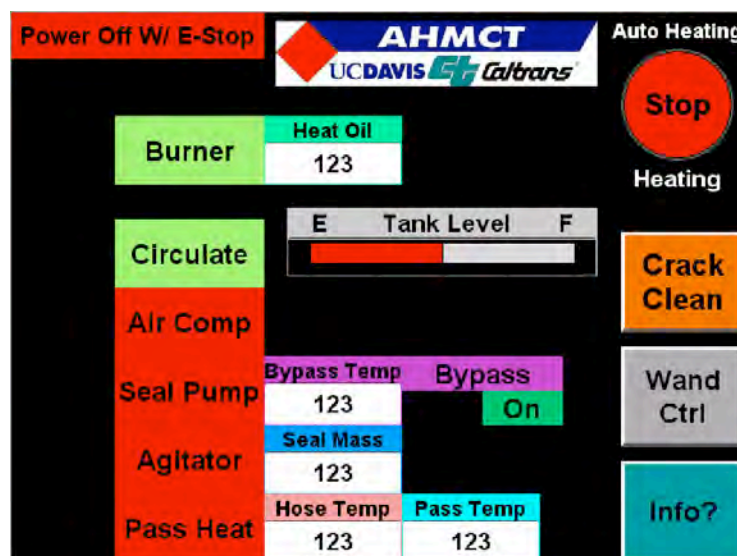 Power Off W/ E-Stop
AHMCT
UCDAVIS Ct Caltrans
Auto Heating
Stop
Heating
Burner
Heat Oil
123
Circulate
E Tank Level F
Crack
Clean
Air Comp
Seal Pump
Bypass Temp
123
Bypass
On
Wand
Ctrl
Agitator
Seal Mass
123
Pass Heat
Hose Temp
123
Pass Temp
123
Info?